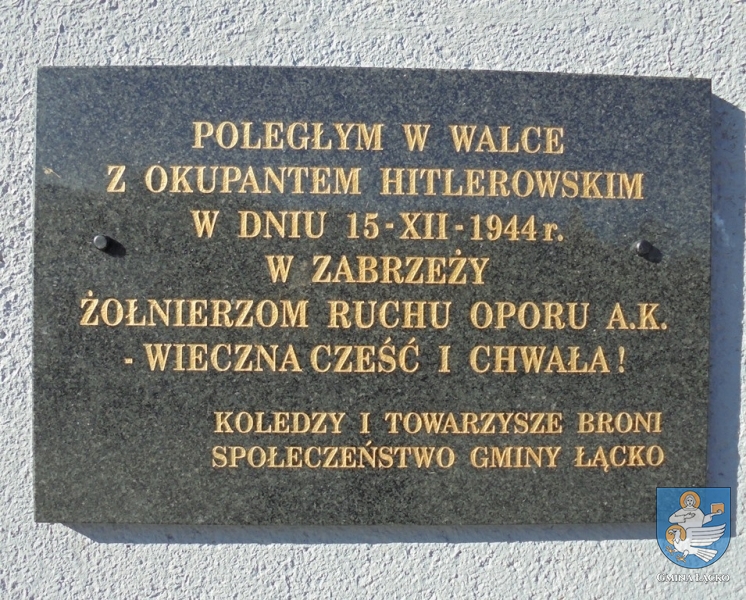 POLEGŁYM W WALCE
Z OKUPANTEM HITLEROWSKIM
W DNIU 15-XII-1944 r.
W ZABRZEŻY
ŻOŁNIERZOM RUCHU OPORU A.K.
- WIECZNA CZEŚĆ I CHWAŁA!
KOLEDZY I TOWARZYSZE BRONI
SPOŁECZEŃSTWO GMINY ŁĄCKO
GMINA ŁĄCKO